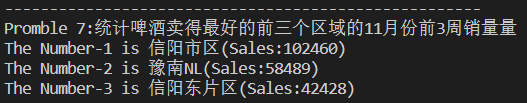 ------------------------------------------------
Promble 7:统计啤酒卖得最好的前三个区域的11月份前3周销量量
The Number-1 is 信阳市区(Sales:102460)
The Number-2 is 豫南NL(Sales:58489)
The Number-3 is 信阳东片区(Sales:42428)